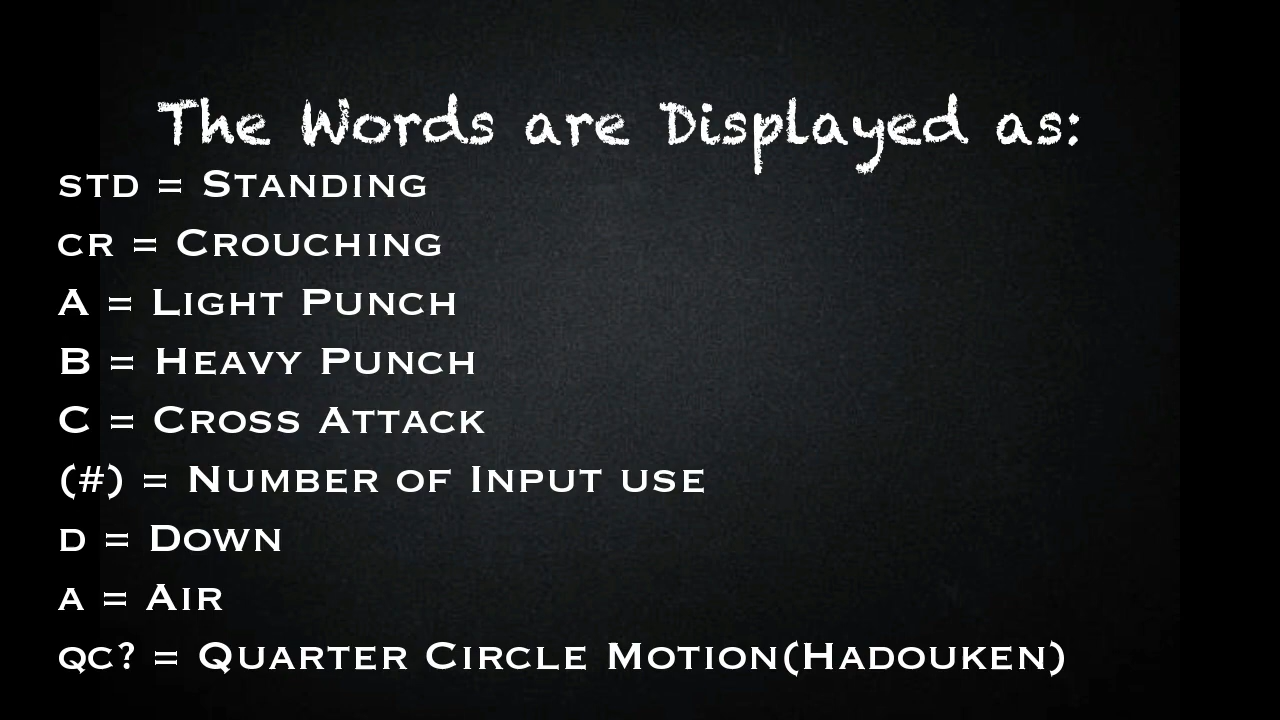 The Words are Displayed as:
std = Standing
cr = Crouching
A = Light Punch
B = Heavy Punch
C = Cross Attack
(#) = Number of Input use
d = Down
a = Air
qc? = Quarter Circle Motion(Hadouken)